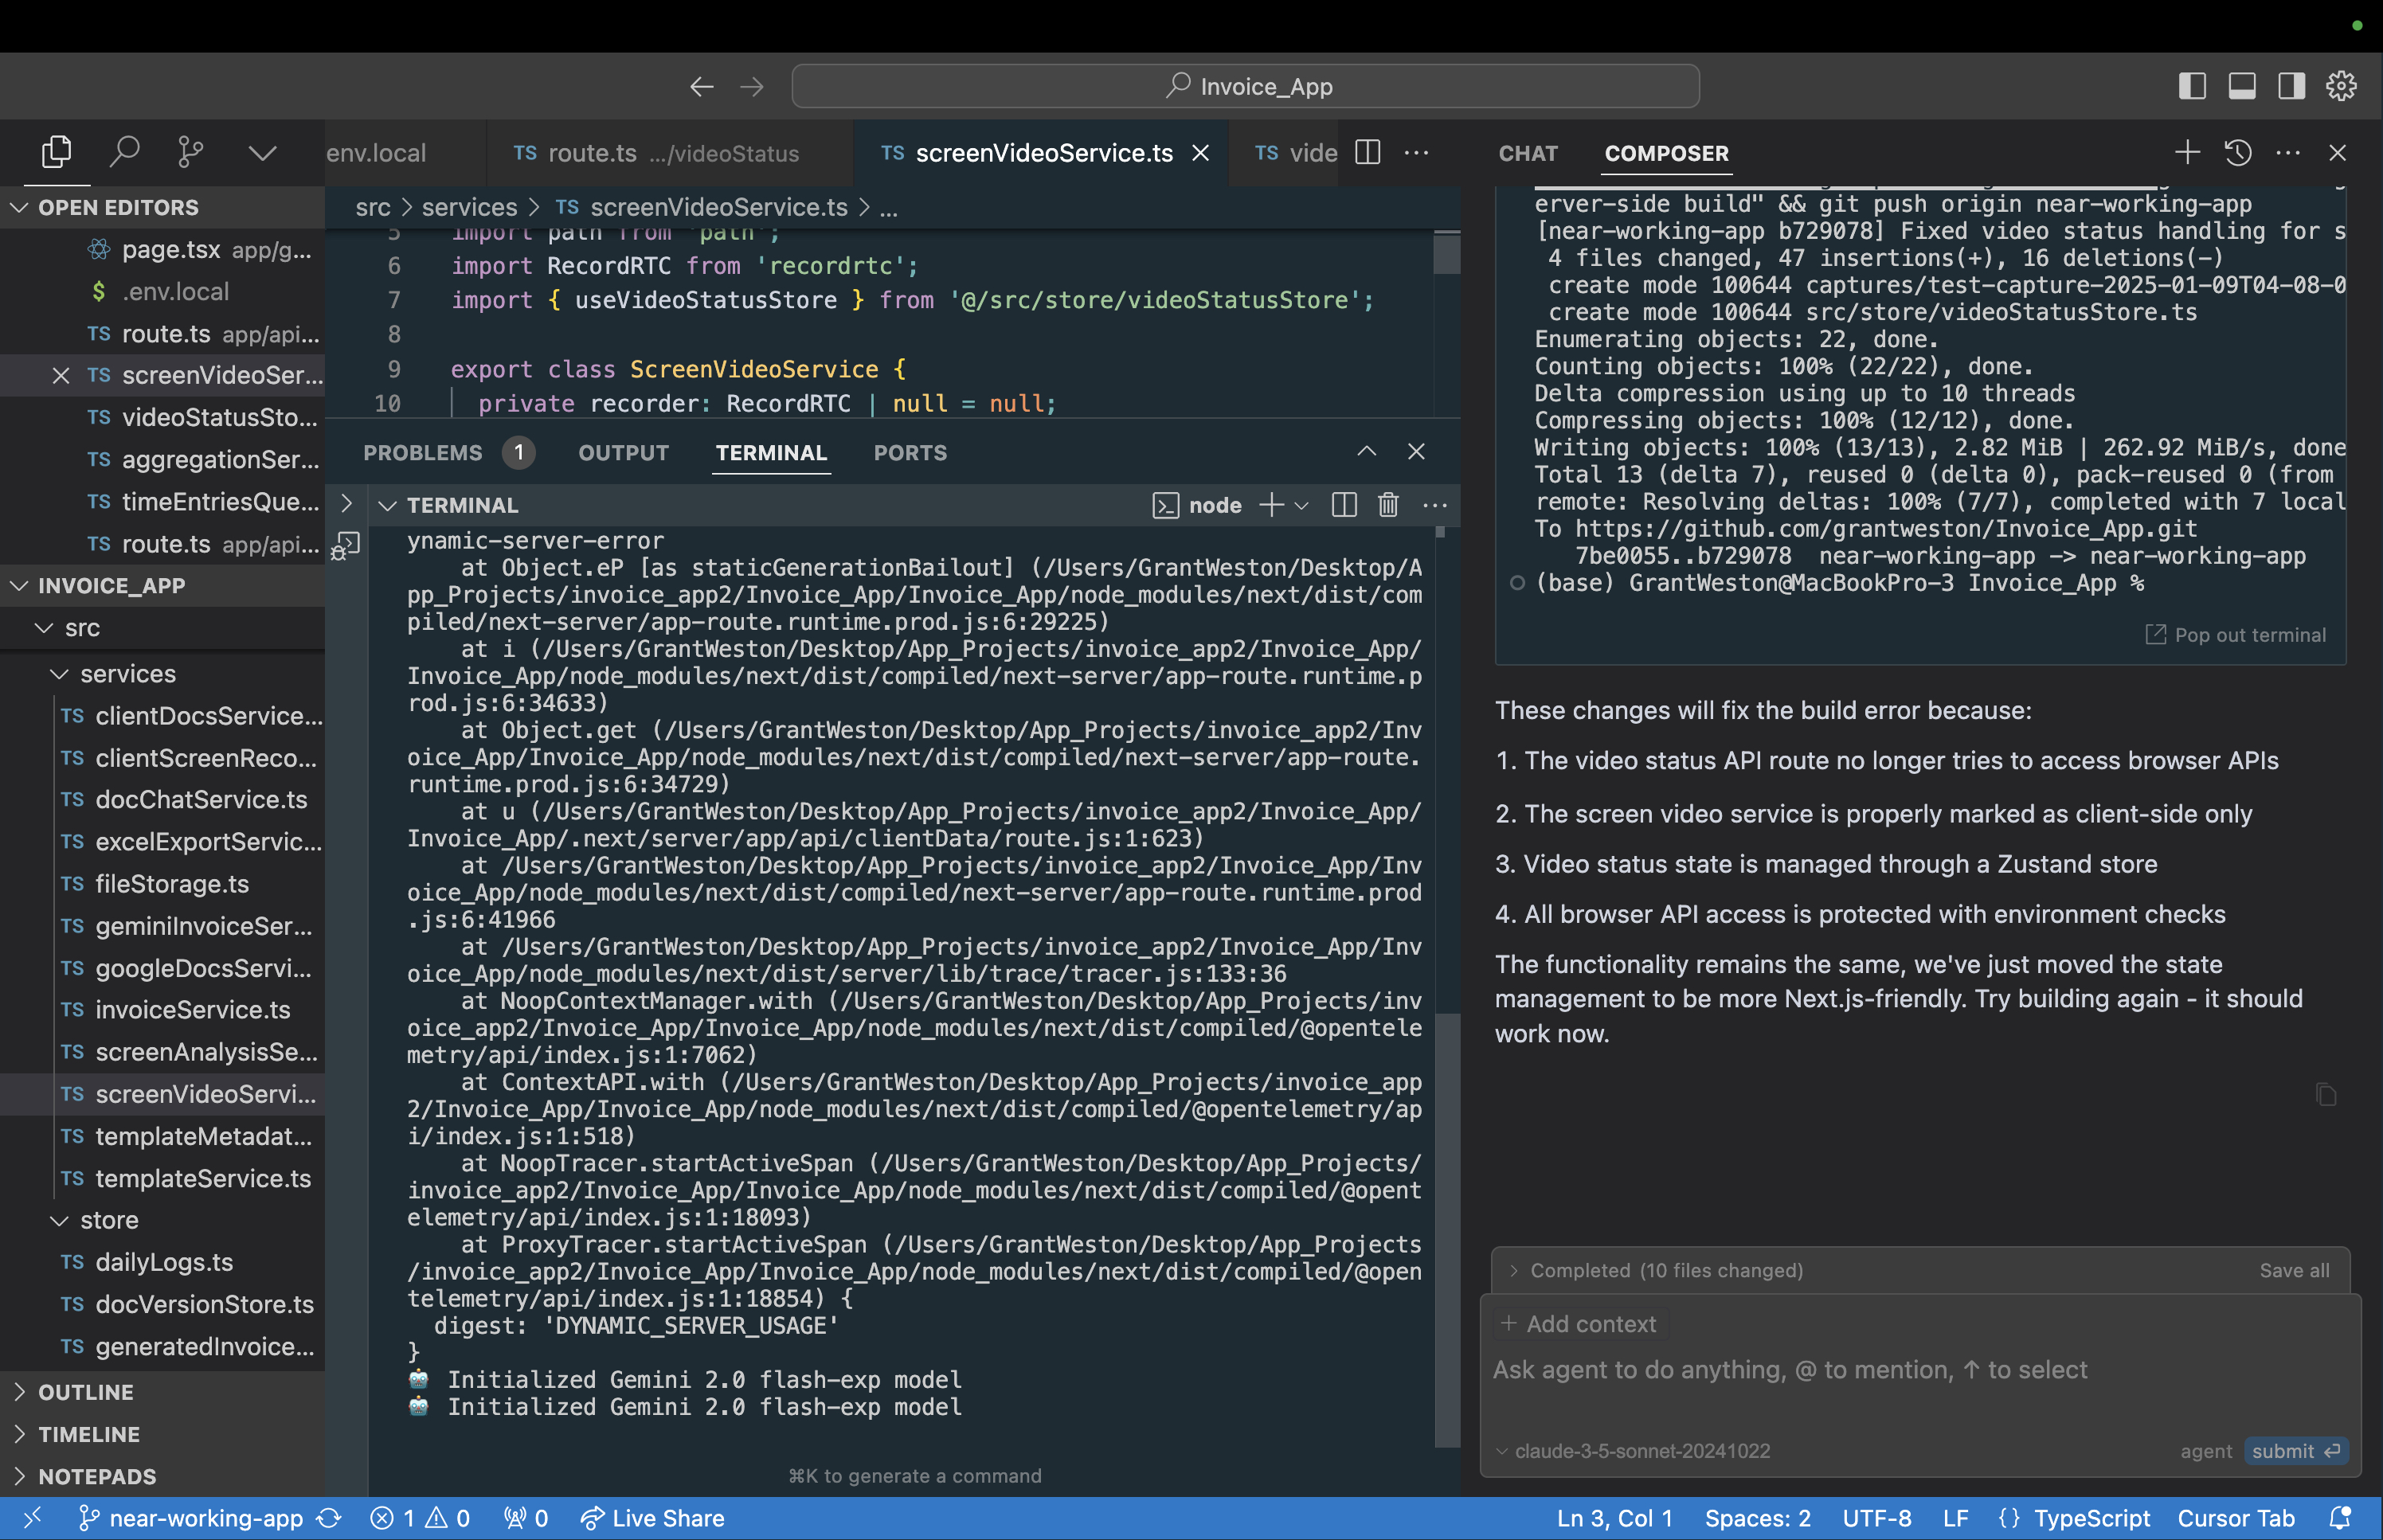 Invoice_App
env.local
TS route.ts .../videoStatus
TS screenVideoService.ts
TS vide
CHAT
COMPOSER
OPEN EDITORS
page.tsx app/g...
$ .env.local
TS route.ts app/api...
TS screenVideoSer...
TS videoStatusSto...
TS aggregationSer...
TS timeEntriesQue...
TS route.ts app/api...
INVOICE_APP
src
services
TS clientDocsService...
TS clientScreenReco...
TS docChatService.ts
TS excelExportServic...
TS fileStorage.ts
TS geminiInvoiceSer...
TS googleDocsServi...
TS invoiceService.ts
TS screenAnalysisSe...
TS screenVideoServi...
TS templateMetadat...
TS templateService.ts
store
TS dailyLogs.ts
TS docVersionStore.ts
TS generatedInvoice...
OUTLINE
TIMELINE
NOTEPADS
src > services > TS screenVideoService.ts > ...
5 import path from 'path';
6 import RecordRTC from 'recordrtc';
7 import { useVideoStatusStore } from '@/src/store/videoStatusStore';
8
9 export class ScreenVideoService {
10 private recorder: RecordRTC | null = null;
PROBLEMS 1 OUTPUT TERMINAL PORTS
TERMINAL
node
ynamic-server-error
at Object.eP [as staticGenerationBailout] (/Users/GrantWeston/Desktop/A
pp_Projects/invoice_app2/Invoice_App/Invoice_App/node_modules/next/dist/com
piled/next-server/app-route.runtime.prod.js:6:29225)
at i (/Users/GrantWeston/Desktop/App_Projects/invoice_app2/Invoice_App/
Invoice_App/node_modules/next/dist/compiled/next-server/app-route.runtime.p
rod.js:6:34633)
at Object.get (/Users/GrantWeston/Desktop/App_Projects/invoice_app2/Inv
oice_App/Invoice_App/node_modules/next/dist/compiled/next-server/app-route.
runtime.prod.js:6:34729)
at u (/Users/GrantWeston/Desktop/App_Projects/invoice_app2/Invoice_App/
Invoice_App/.next/server/app/api/clientData/route.js:1:623)
at /Users/GrantWeston/Desktop/App_Projects/invoice_app2/Invoice_App/Inv
oice_App/node_modules/next/dist/compiled/next-server/app-route.runtime.prod
.js:6:41966
at /Users/GrantWeston/Desktop/App_Projects/invoice_app2/Invoice_App/Inv
oice_App/node_modules/next/dist/server/lib/trace/tracer.js:133:36
at NoopContextManager.with (/Users/GrantWeston/Desktop/App_Projects/inv
oice_app2/Invoice_App/Invoice_App/node_modules/next/dist/compiled/@opentele
metry/api/index.js:1:7062)
at ContextAPI.with (/Users/GrantWeston/Desktop/App_Projects/invoice_app
2/Invoice_App/Invoice_App/node_modules/next/dist/compiled/@opentelemetry/ap
i/index.js:1:518)
at NoopTracer.startActiveSpan (/Users/GrantWeston/Desktop/App_Projects/
invoice_app2/Invoice_App/Invoice_App/node_modules/next/dist/compiled/@opent
elemetry/api/index.js:1:18093)
at ProxyTracer.startActiveSpan (/Users/GrantWeston/Desktop/App_Projects
/invoice_app2/Invoice_App/Invoice_App/node_modules/next/dist/compiled/@open
telemetry/api/index.js:1:18854) {
digest: 'DYNAMIC_SERVER_USAGE'
}
🤖 Initialized Gemini 2.0 flash-exp model
🤖 Initialized Gemini 2.0 flash-exp model
⌘K to generate a command
erver-side build" && git push origin near-working-app
[near-working-app b729078] Fixed video status handling for s
4 files changed, 47 insertions(+), 16 deletions(-)
create mode 100644 captures/test-capture-2025-01-09T04-08-0
create mode 100644 src/store/videoStatusStore.ts
Enumerating objects: 22, done.
Counting objects: 100% (22/22), done.
Delta compression using up to 10 threads
Compressing objects: 100% (12/12), done.
Writing objects: 100% (13/13), 2.82 MiB | 262.92 MiB/s, done
Total 13 (delta 7), reused 0 (delta 0), pack-reused 0 (from
remote: Resolving deltas: 100% (7/7), completed with 7 local
To https://github.com/grantweston/Invoice_App.git
7be0055..b729078 near-working-app -> near-working-app
(base) GrantWeston@MacBookPro-3 Invoice_App %
Pop out terminal
These changes will fix the build error because:
1. The video status API route no longer tries to access browser APIs
2. The screen video service is properly marked as client-side only
3. Video status state is managed through a Zustand store
4. All browser API access is protected with environment checks
The functionality remains the same, we've just moved the state
management to be more Next.js-friendly. Try building again - it should
work now.
Completed (10 files changed)
Save all
+ Add context
Ask agent to do anything, @ to mention, ↑ to select
claude-3-5-sonnet-20241022
agent
submit
near-working-app
1 0
0
Live Share
Ln 3, Col 1
Spaces: 2
UTF-8
LF
{} TypeScript
Cursor Tab